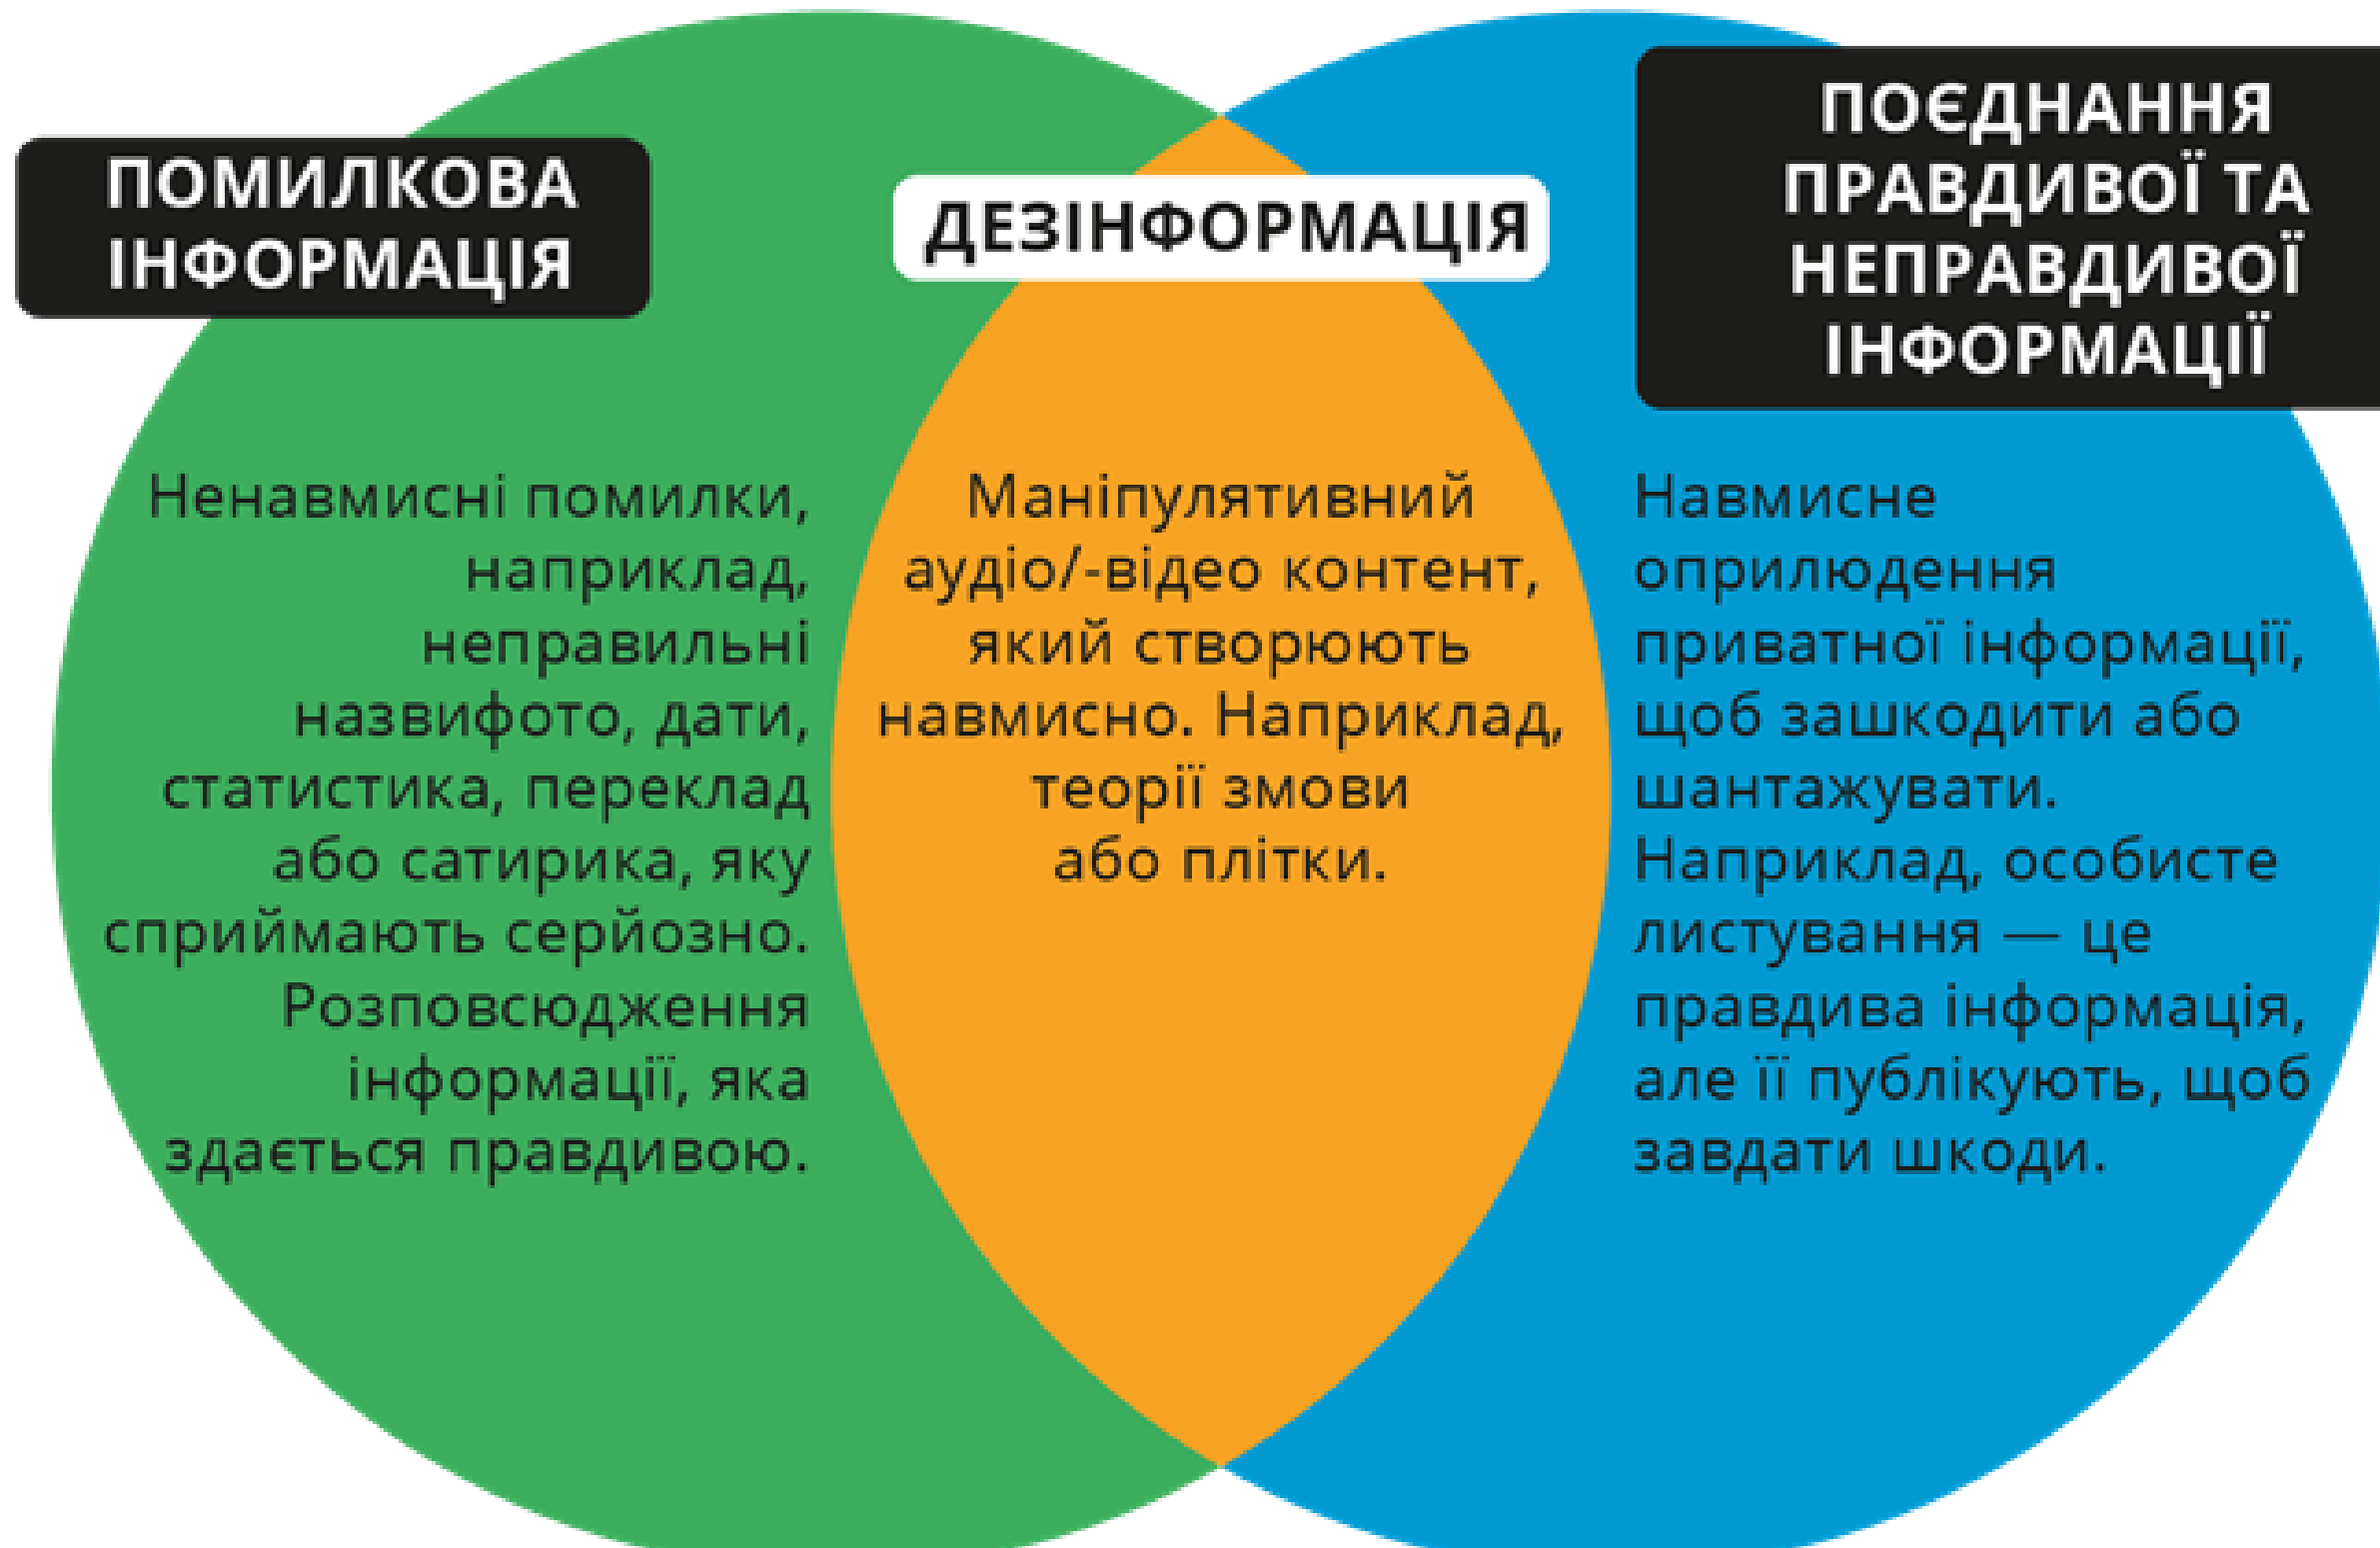 ПОМИЛКОВА
ІНФОРМАЦІЯ
Ненавмисні помилки,
наприклад,
неправильні
назвифото, дати,
статистика, переклад
або сатирика, яку
сприймають серйозно.
Розповсюдження
інформації, яка
здається правдивою.
ДЕЗІНФОРМАЦІЯ
Маніпулятивний
аудіо/-відео контент,
який створюють
навмисно. Наприклад,
теорії змови
або плітки.
ПОЄДНАННЯ
ПРАВДИВОЇ ТА
НЕПРАВДИВОЇ
ІНФОРМАЦІЇ
Навмисне
оприлюдення
приватної інформації,
щоб зашкодити або
шантажувати.
Наприклад, особисте
листування — це
правдива інформація,
але її публікують, щоб
завдати шкоди.